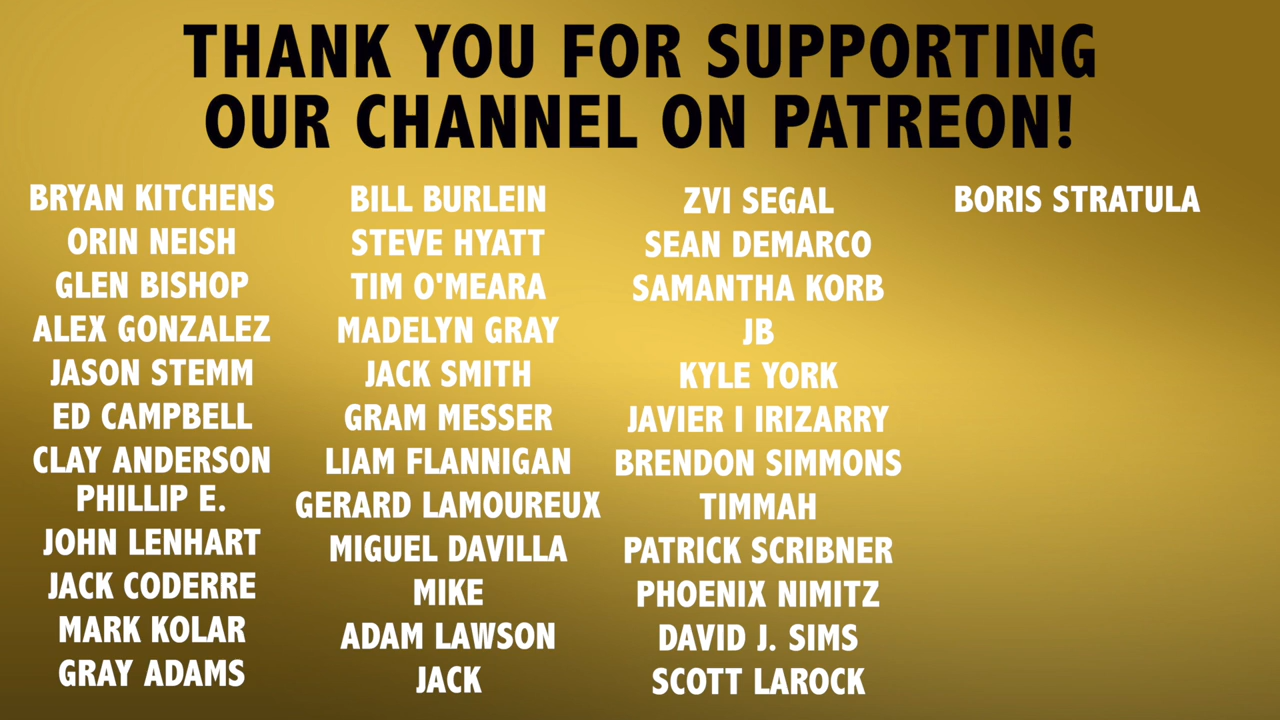 THANK YOU FOR SUPPORTING
OUR CHANNEL ON PATREON!
BRYAN KITCHENS
ORIN NEISH
GLEN BISHOP
ALEX GONZALEZ
JASON STEMM
ED CAMPBELL
CLAY ANDERSON
PHILLIP E.
JOHN LENHART
JACK CODERRE
MARK KOLAR
GRAY ADAMS
BILL BURLEIN
STEVE HYATT
TIM O'MEARA
MADELYN GRAY
JACK SMITH
GRAM MESSER
LIAM FLANNIGAN
GERARD LAMOUREUX
MIGUEL DAVILLA
MIKE
ADAM LAWSON
JACK
ZVI SEGAL
SEAN DEMARCO
SAMANTHA KORB
JB
KYLE YORK
JAVIER I IRIZARRY
BRENDON SIMMONS
TIMMAH
PATRICK SCRIBNER
PHOENIX NIMITZ
DAVID J. SIMS
SCOTT LAROCK
BORIS STRATULA